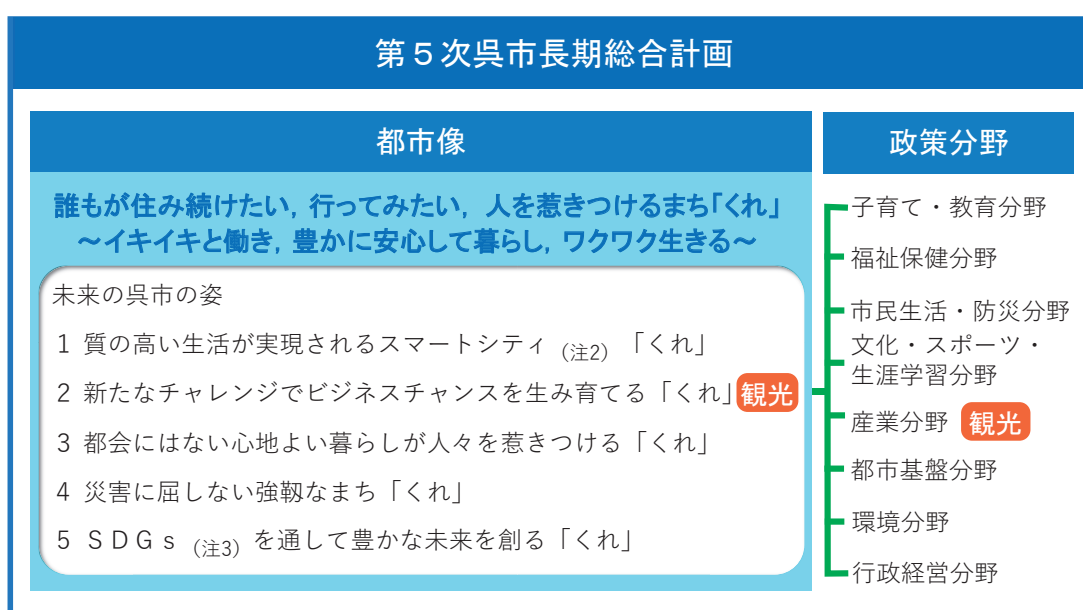 第５次呉市長期総合計画
都市像
誰もが住み続けたい，行ってみたい，人を惹きつけるまち「くれ」
～イキイキと働き，豊かに安心して暮らし，ワクワク生きる～
未来の呉市の姿
1 質の高い生活が実現されるスマートシティ（注2）「くれ」
2 新たなチャレンジでビジネスチャンスを生み育てる「くれ」 観光
3 都会にはない心地よい暮らしが人々を惹きつける「くれ」
4 災害に屈しない強靱なまち「くれ」
5 ＳＤＧｓ（注3）を通して豊かな未来を創る「くれ」
政策分野
子育て・教育分野
福祉保健分野
市民生活・防災分野
文化・スポーツ・
生涯学習分野
産業分野 観光
都市基盤分野
環境分野
行政経営分野